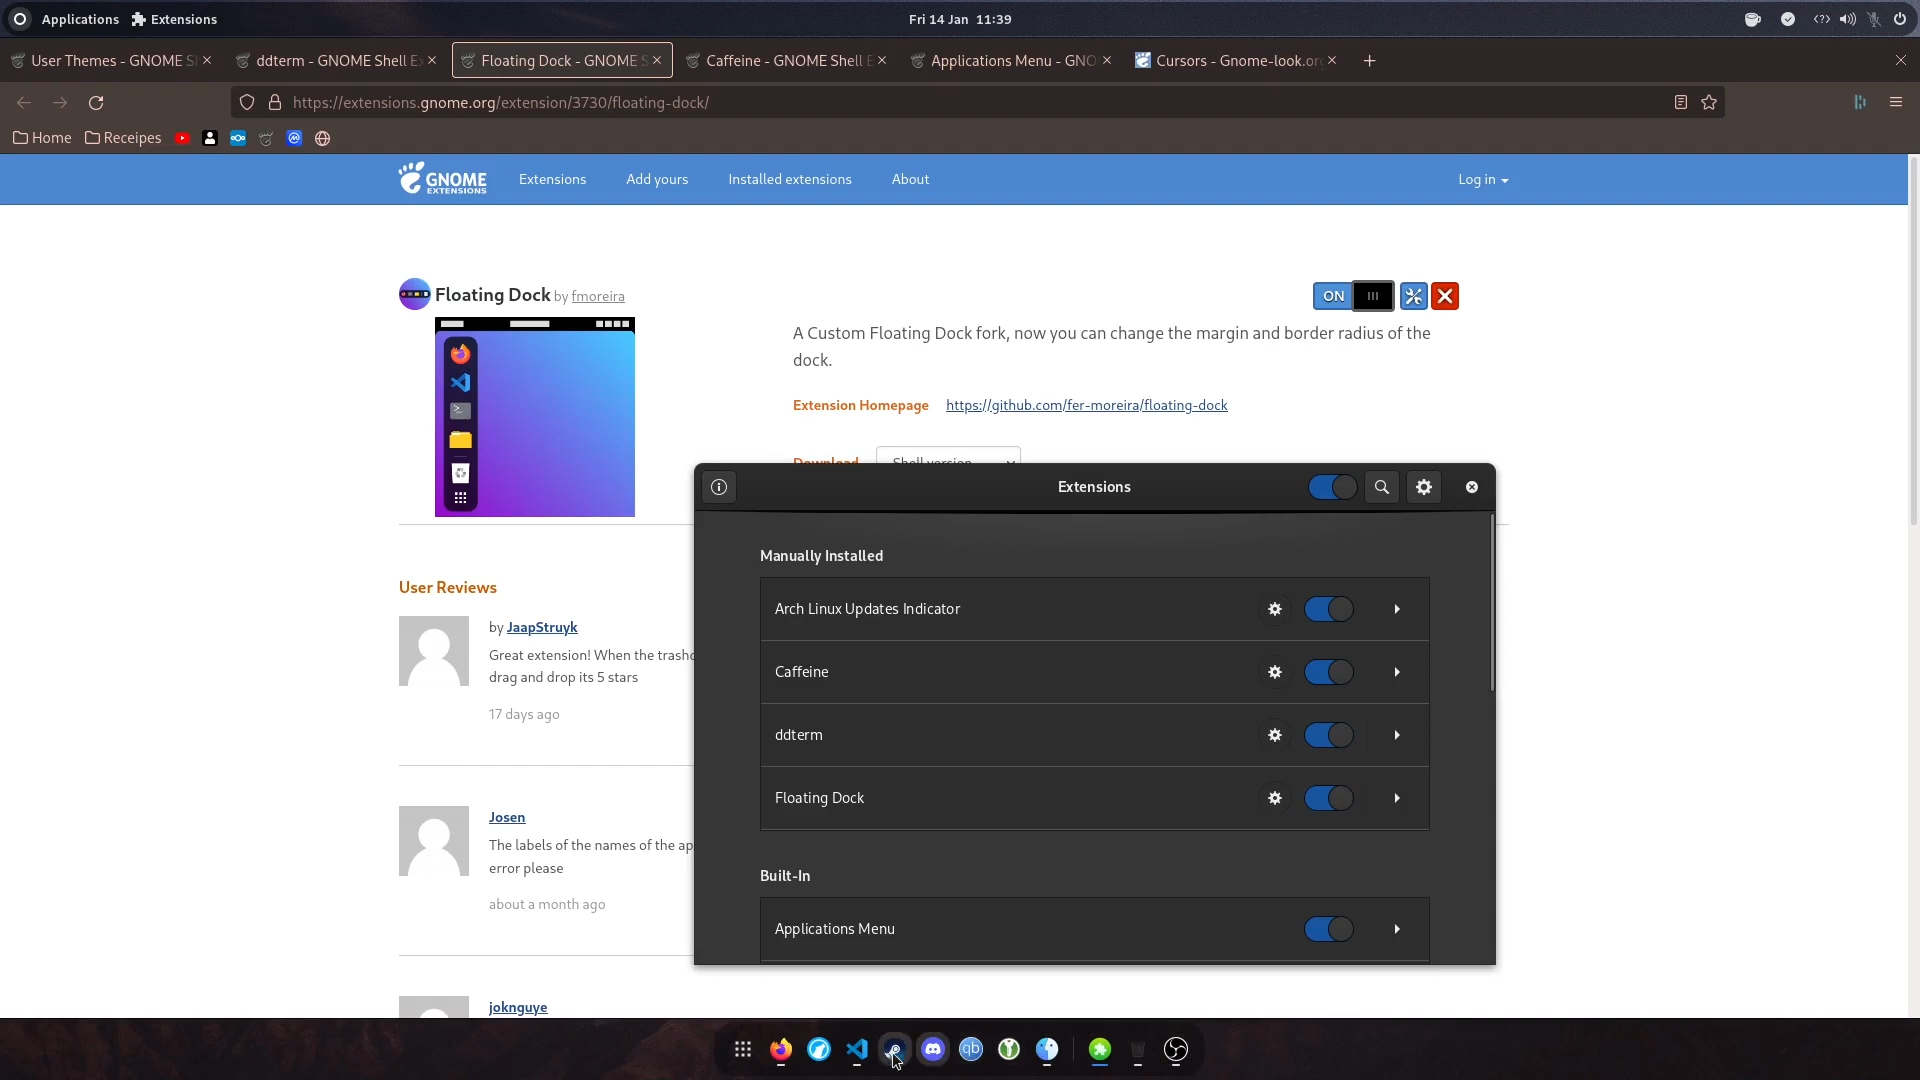 Applications Extensions Fri 14 Jan 11:39
User Themes - GNOME S ddterm - GNOME Shell E Floating Dock - GNOME S Caffeine - GNOME Shell E Applications Menu - GNO Cursors - Gnome-look.or
https://extensions.gnome.org/extension/3730/floating-dock/
Home Receipes
GNOME EXTENSIONS Extensions Add yours Installed extensions About Log in
Floating Dock by fmoreira ON
A Custom Floating Dock fork, now you can change the margin and border radius of the
dock.
Extension Homepage https://github.com/fer-moreira/floating-dock
Download Shell version
User Reviews
by JaapStruyk
Great extension! When the trash
drag and drop its 5 stars
17 days ago
Josen
The labels of the names of the ap
error please
about a month ago
joknguye
Extensions
Manually Installed
Arch Linux Updates Indicator
Caffeine
ddterm
Floating Dock
Built-In
Applications Menu
qb